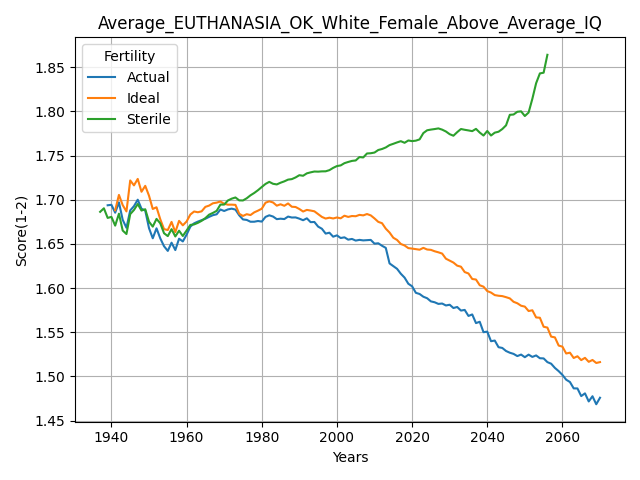 Average_EUTHANASIA_OK_White_Female_Above_Average_IQ
Fertility
Actual
Ideal
Sterile
Score(1-2)
1.85
1.80
1.75
1.70
1.65
1.60
1.55
1.50
1.45
1940
1960
1980
2000
2020
2040
2060
Years